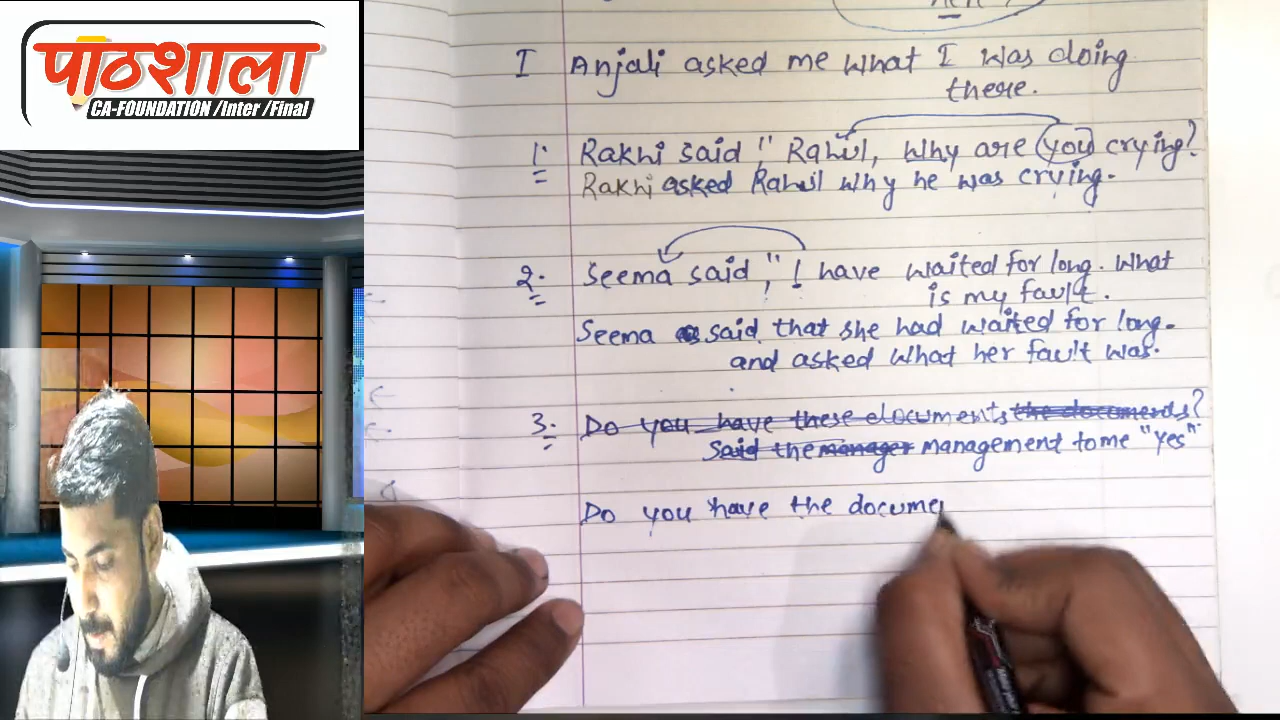 पाठशाला
CA-FOUNDATION /Inter /Final
I Anjali asked me what I was doing
there.
1. Rakhi said " Rahul, Why are you crying?
Rakhi asked Rahul why he was crying.
2. Seema said, " I have waited for long. What
is my fault.
Seema said that she had waited for long.
and asked what her fault was.
3. Do you have these documents the documents?
Said the manager management to me "Yes"
Do you have the docume